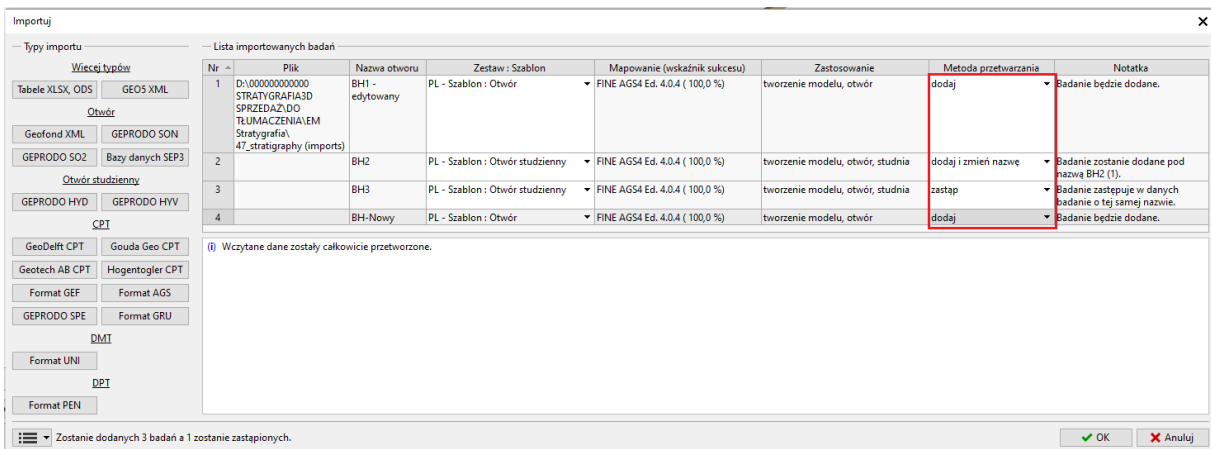 Importuj
Typy importu
Wiecej typów
Tabele XLSX, ODS GEO5 XML
Otwór
Geofond XML GEPRODO SON
GEPRODO SO2 Bazy danych SEP3
Otwór studzienny
GEPRODO HYD GEPRODO HYV
CPT
GeoDelft CPT Gouda Geo CPT
Geotech AB CPT Hogentogler CPT
Format GEF Format AGS
GEPRODO SPE Format GRU
DMT
Format UNI
DPT
Format PEN
Lista importowanych badań
Nr Plik Nazwa otworu Zestaw : Szablon Mapowanie (wskaźnik sukcesu) Zastosowanie Metoda przetwarzania Notatka
1 D:\000000000000 BH1 - PL - Szablon : Otwór FINE AGS4 Ed. 4.0.4 ( 100,0 %) tworzenie modelu, otwór dodaj Badanie będzie dodane.
STRATYGRAFIA3D edytowany
SPRZEDAŻ\DO
TŁUMACZENIA\EM
Stratygrafia\
47_stratigraphy (imports)
2 BH2 PL - Szablon : Otwór studzienny FINE AGS4 Ed. 4.0.4 ( 100,0 %) tworzenie modelu, otwór, studnia dodaj i zmień nazwę Badanie zostanie dodane pod
nazwą BH2 (1).
3 BH3 PL - Szablon : Otwór studzienny FINE AGS4 Ed. 4.0.4 ( 100,0 %) tworzenie modelu, otwór, studnia zastąp Badanie zastępuje w danych
badanie o tej samej nazwie.
4 BH-Nowy PL - Szablon : Otwór FINE AGS4 Ed. 4.0.4 ( 100,0 %) tworzenie modelu, otwór dodaj Badanie będzie dodane.
(i) Wczytane dane zostały całkowicie przetworzone.
Zostanie dodanych 3 badań a 1 zostanie zastąpionych.
OK Anuluj